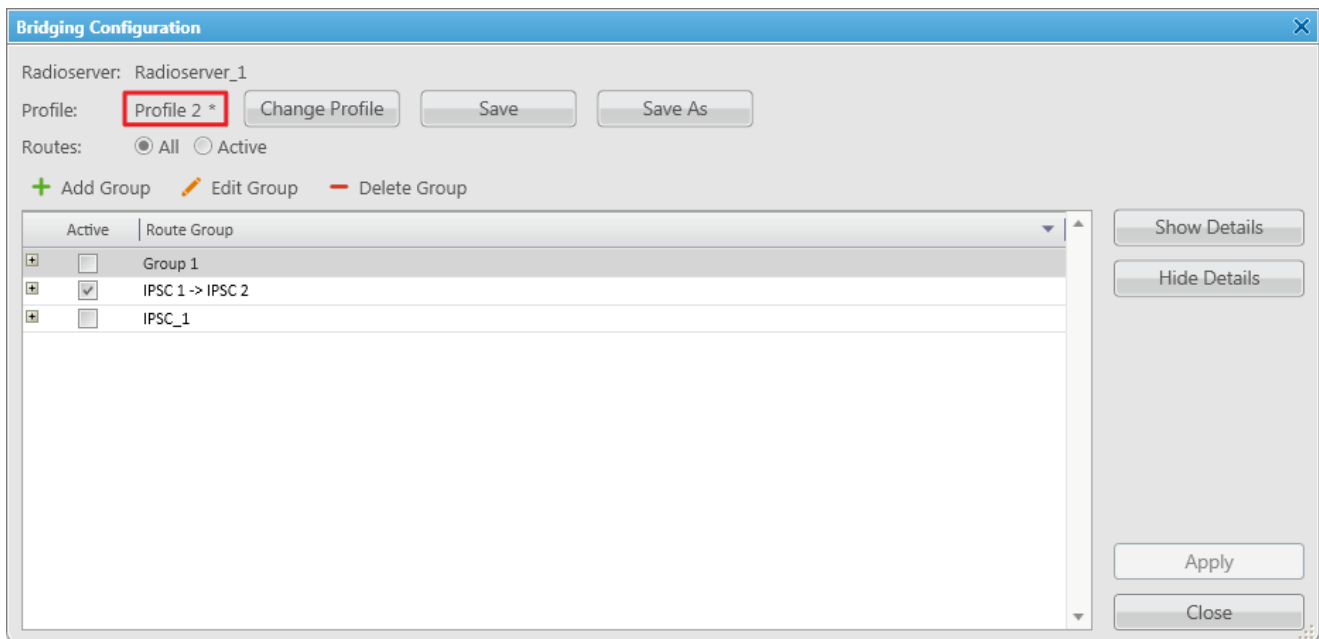 Bridging Configuration
Radioserver: Radioserver_1
Profile: Profile 2 * Change Profile Save Save As
Routes: All Active
Add Group Edit Group Delete Group
Active Route Group
Group 1
IPSC 1 -> IPSC 2
IPSC_1
Show Details
Hide Details
Apply
Close